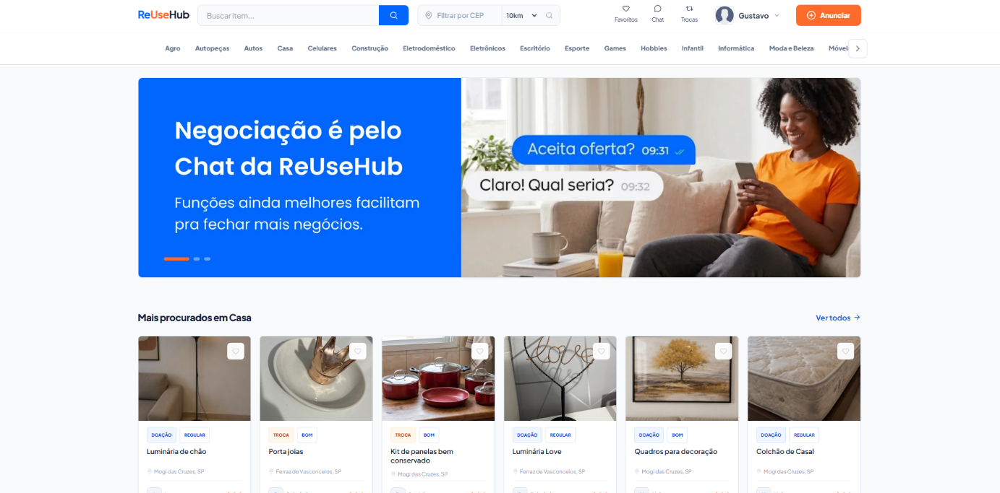 ReUseHub
Buscar item...
Filtrar por CEP
10km
Favoritos
Chat
Trocas
Gustavo
Anunciar
Agro
Autopeças
Autos
Casa
Celulares
Construção
Eletrodoméstico
Eletrônicos
Escritório
Esporte
Games
Hobbies
Infantil
Informática
Moda e Beleza
Negociação é pelo
Chat da ReUseHub
Funções ainda melhores facilitam
pra fechar mais negócios.
Aceita oferta? 09:31
Claro! Qual seria? 09:32
Mais procurados em Casa
Ver todos
DOAÇÃO REGULAR
Luminária de chão
Mogi das Cruzes, SP
TROCA BOM
Porta joias
Ferraz de Vasconcelos, SP
TROCA BOM
Kit de panelas bem
conservado
Mogi das Cruzes, SP
love
DOAÇÃO REGULAR
Luminária Love
Ferraz de Vasconcelos, SP
DOAÇÃO BOM
Quadros para decoração
Mogi das Cruzes, SP
DOAÇÃO REGULAR
Colchão de Casal
Mogi das Cruzes, SP